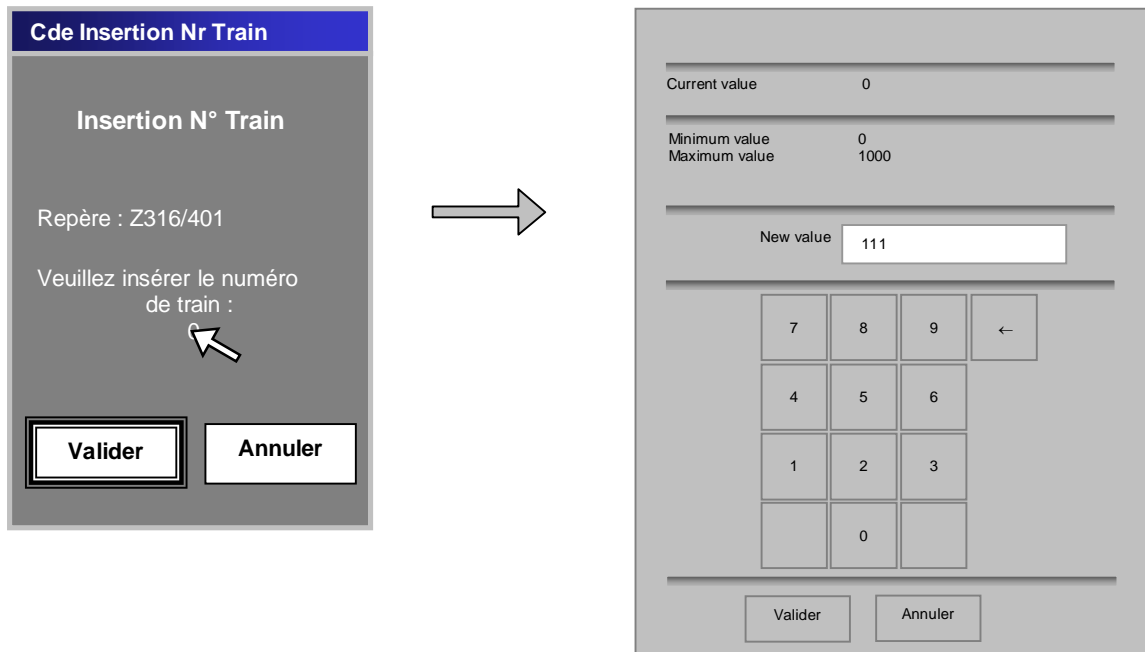 Cde Insertion Nr Train
Insertion N° Train
Repère : Z316/401
Veuillez insérer le numéro
de train :
0
Valider
Annuler
Current value 0
Minimum value 0
Maximum value 1000
New value 111
7 8 9 ←
4 5 6
1 2 3
0
Valider Annuler